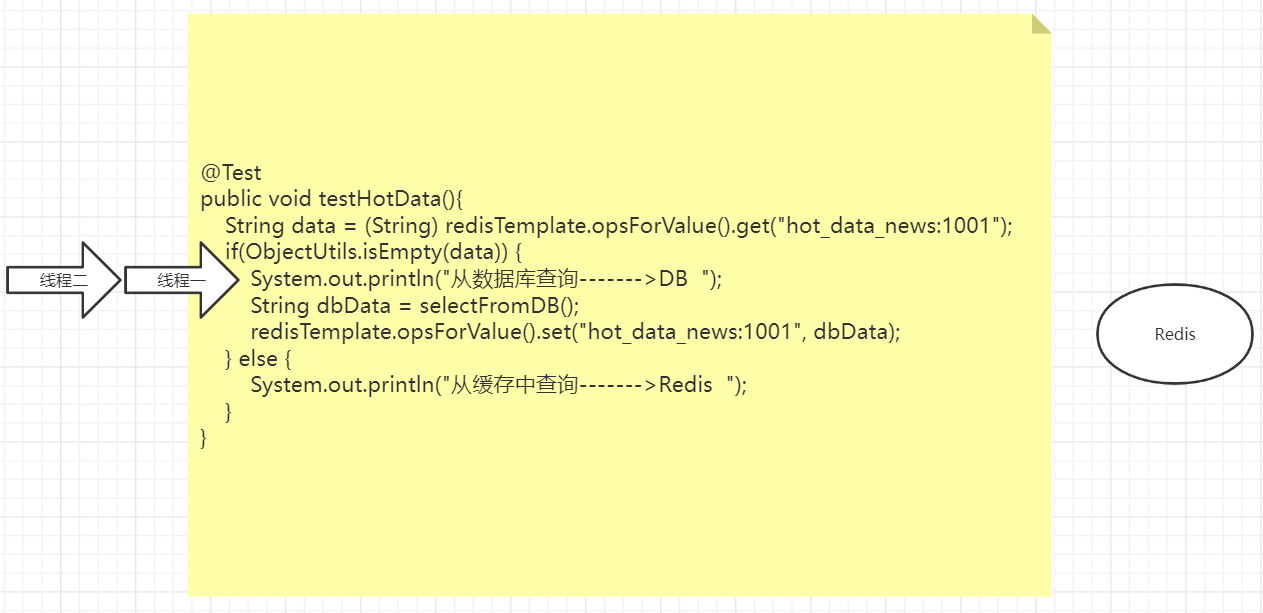 @Test
public void testHotData(){
String data = (String) redisTemplate.opsForValue().get("hot_data_news:1001");
if(ObjectUtils.isEmpty(data)) {
线程二
线程一
System.out.println("从数据库查询------->DB  ");
String dbData = selectFromDB();
redisTemplate.opsForValue().set("hot_data_news:1001", dbData);
} else {
System.out.println("从缓存中查询------->Redis  ");
}
}
Redis